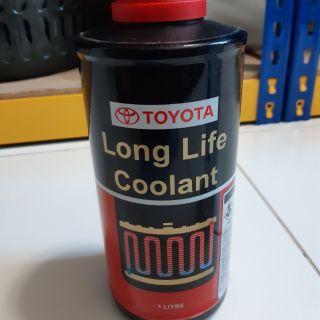 TOYOTA
Long Life
Coolant
1 LITRE